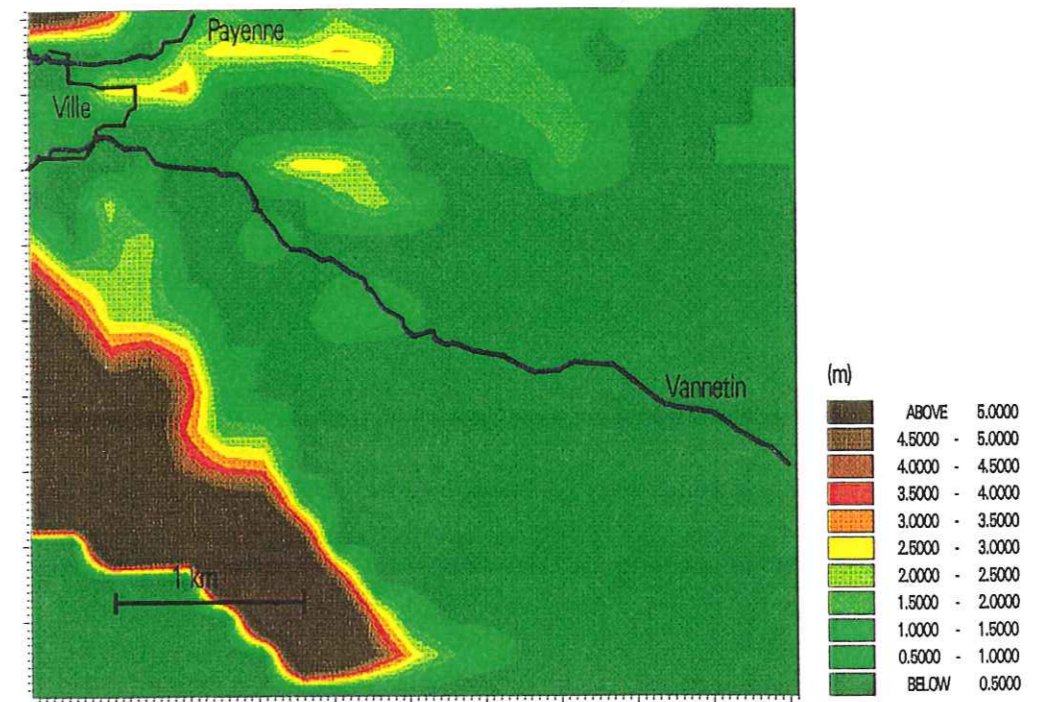 Payenne
Ville
Vannetin
1 km
(m)
ABOVE 5.0000
4.5000 - 5.0000
4.0000 - 4.5000
3.5000 - 4.0000
3.0000 - 3.5000
2.5000 - 3.0000
2.0000 - 2.5000
1.5000 - 2.0000
1.0000 - 1.5000
0.5000 - 1.0000
BELOW 0.5000